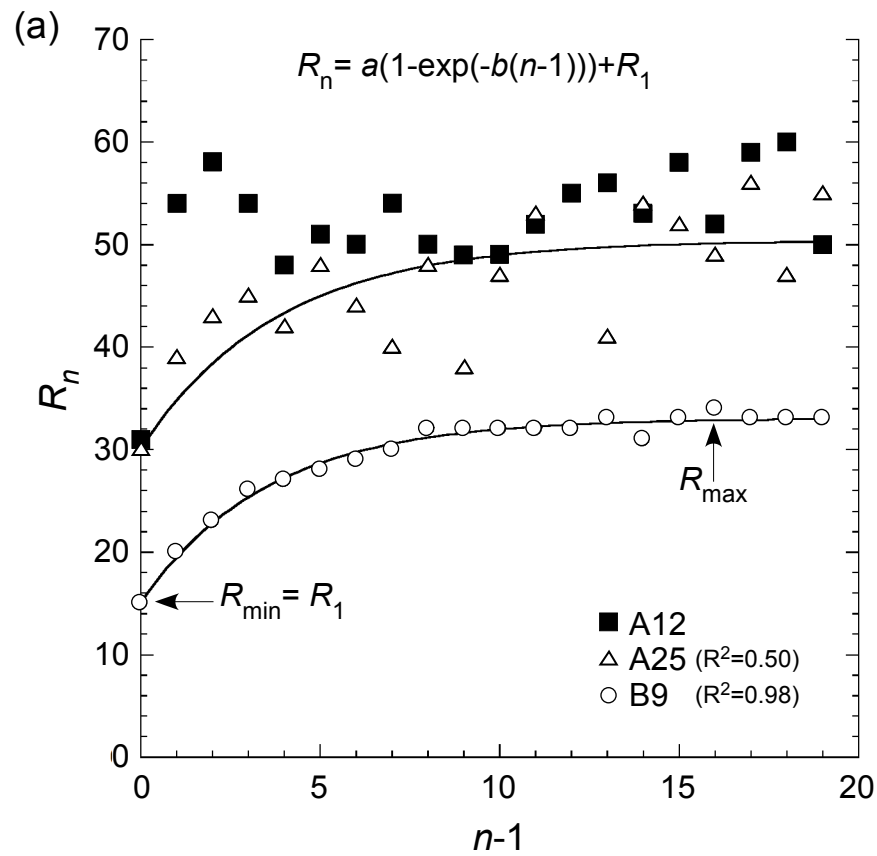 (a)
R_n = a(1-exp(-b(n-1)))+R_1
70
60
50
40
30
20
10
0
R_n
R_max
R_min = R_1
A12
A25 (R²=0.50)
B9 (R²=0.98)
0 5 10 15 20
n-1